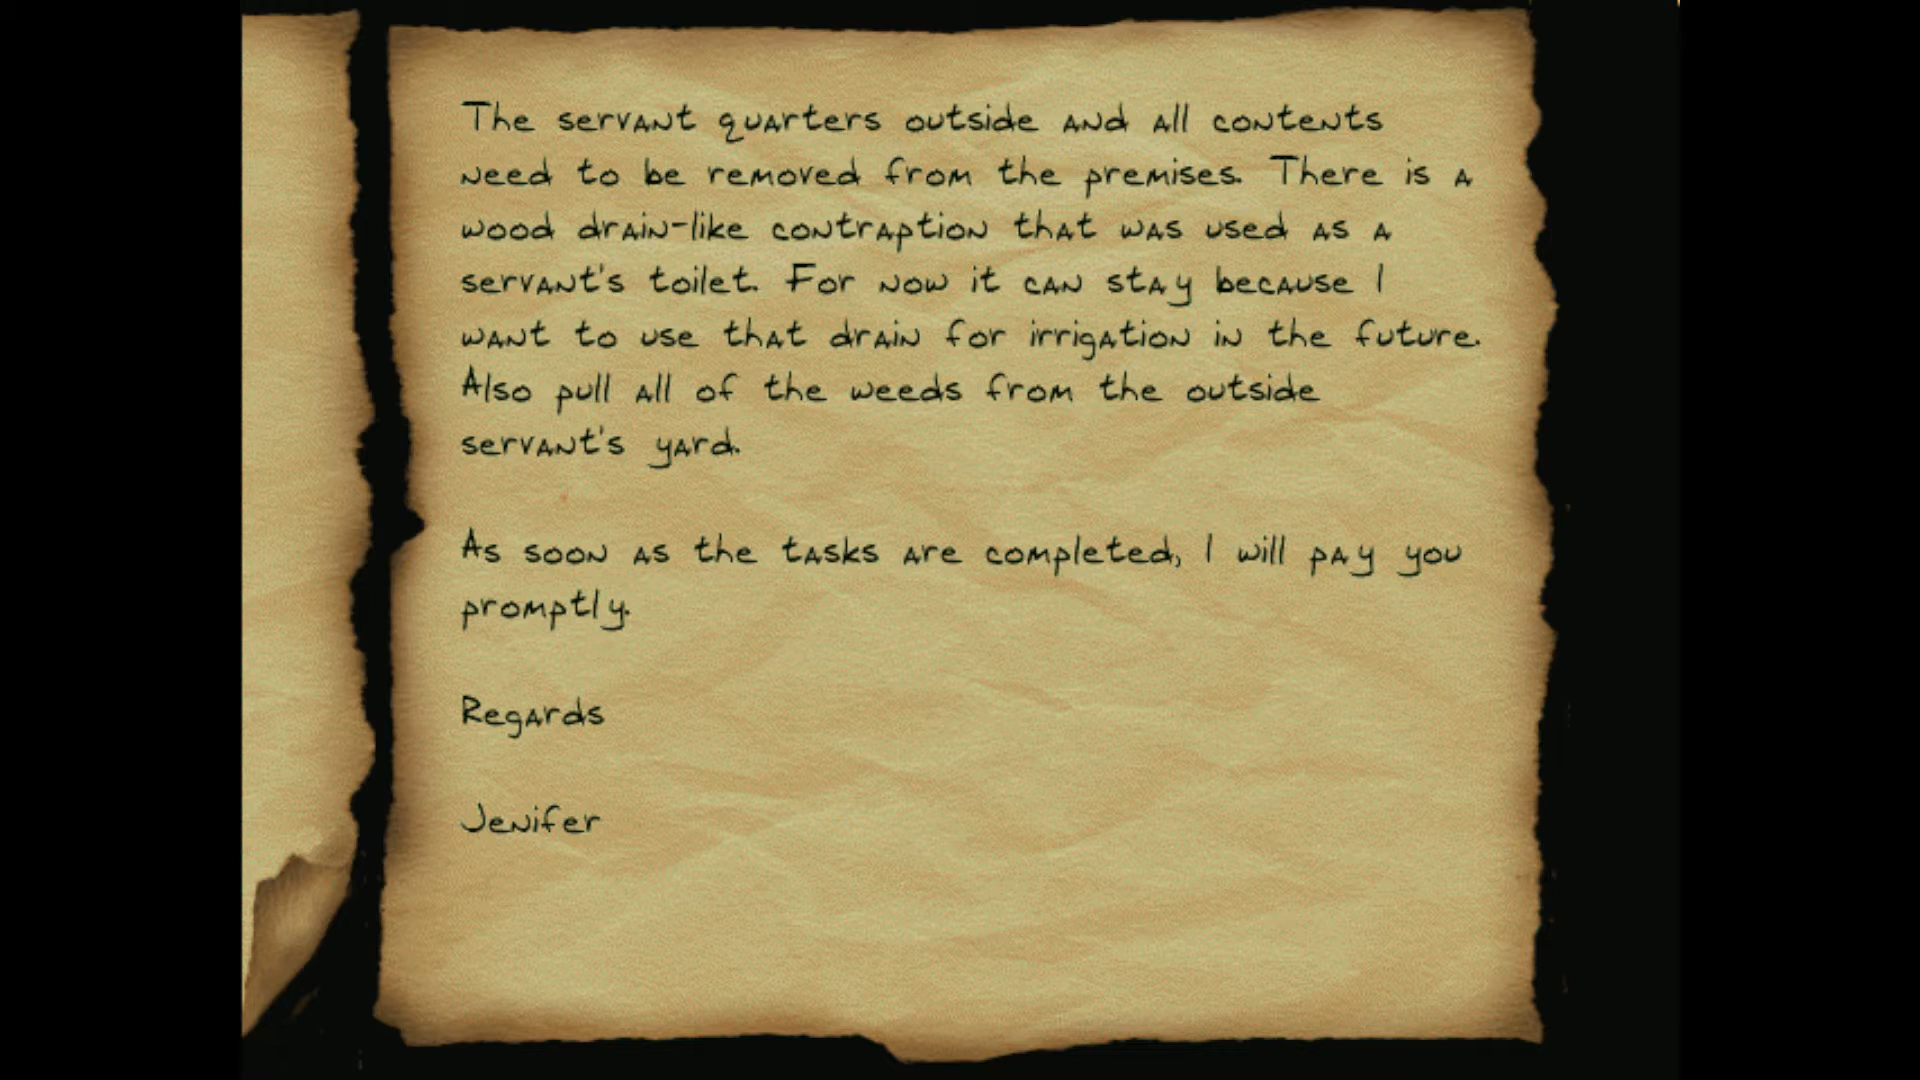 The servant quarters outside and all contents
need to be removed from the premises. There is a
wood drain-like contraption that was used as a
servant's toilet. For now it can stay because I
want to use that drain for irrigation in the future.
Also pull all of the weeds from the outside
servant's yard.
As soon as the tasks are completed, I will pay you
promptly.
Regards
Jenifer